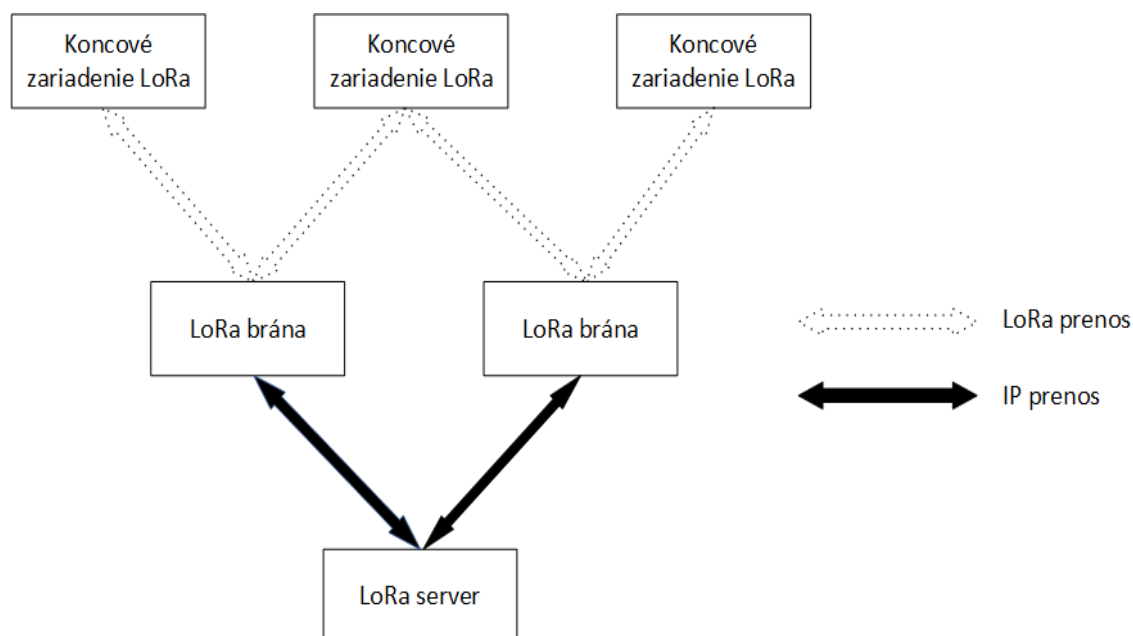 Koncové
zariadenie LoRa
Koncové
zariadenie LoRa
Koncové
zariadenie LoRa
LoRa brána
LoRa brána
LoRa prenos
IP prenos
LoRa server